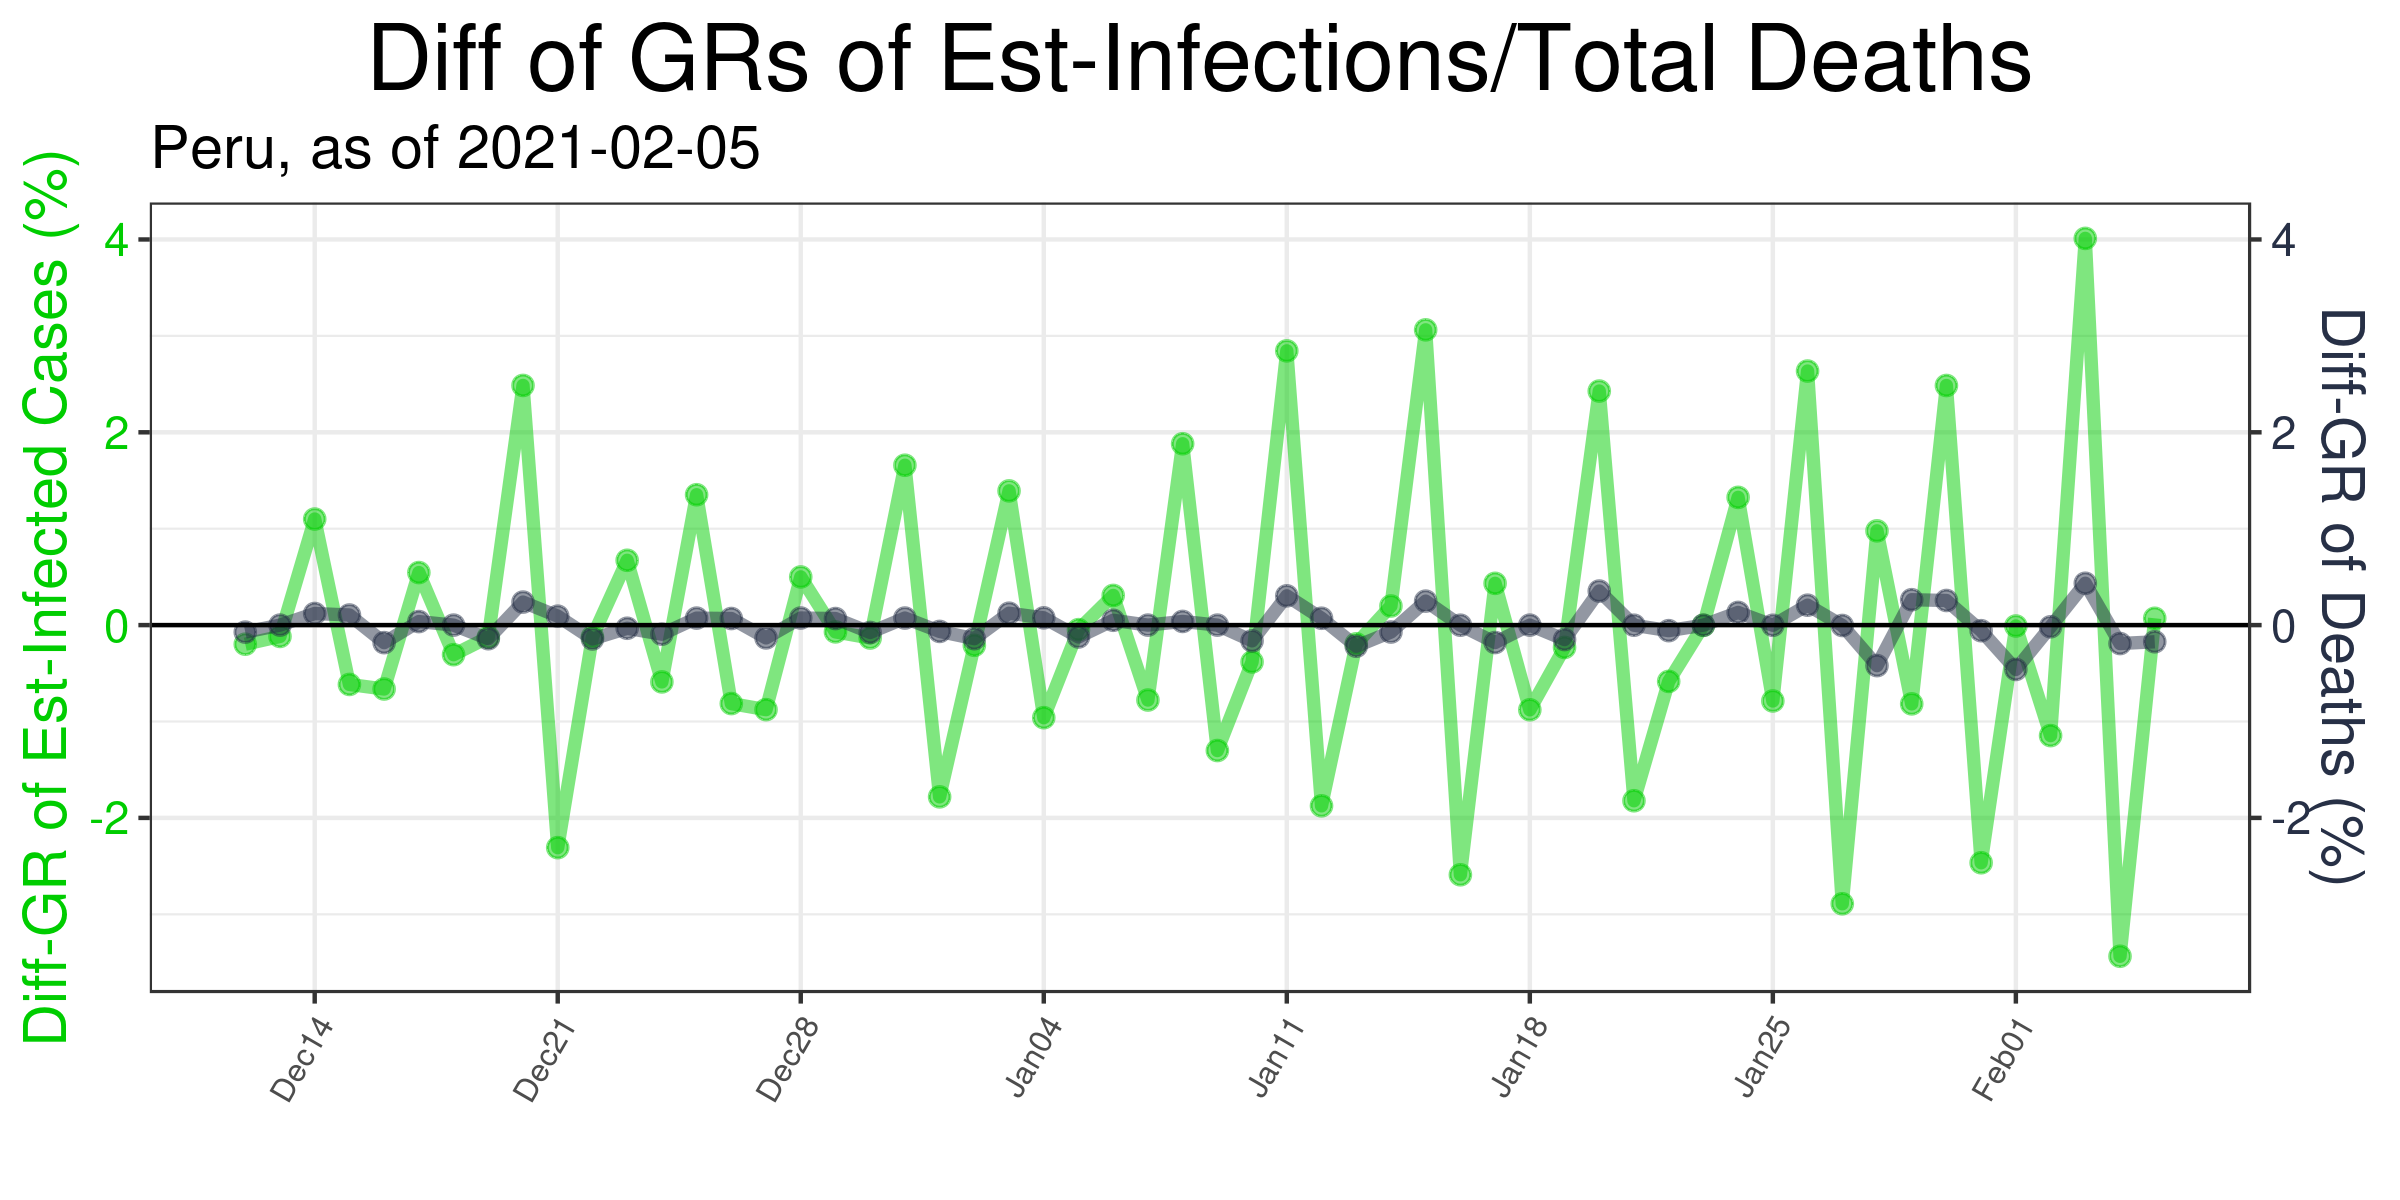 Diff of GRs of Est-Infections/Total Deaths
Peru, as of 2021-02-05
Diff-GR of Est-Infected Cases (%)
4
2
0
-2
4
2
0
-2
Diff-GR of Deaths (%)
Dec14
Dec21
Dec28
Jan04
Jan11
Jan18
Jan25
Feb01